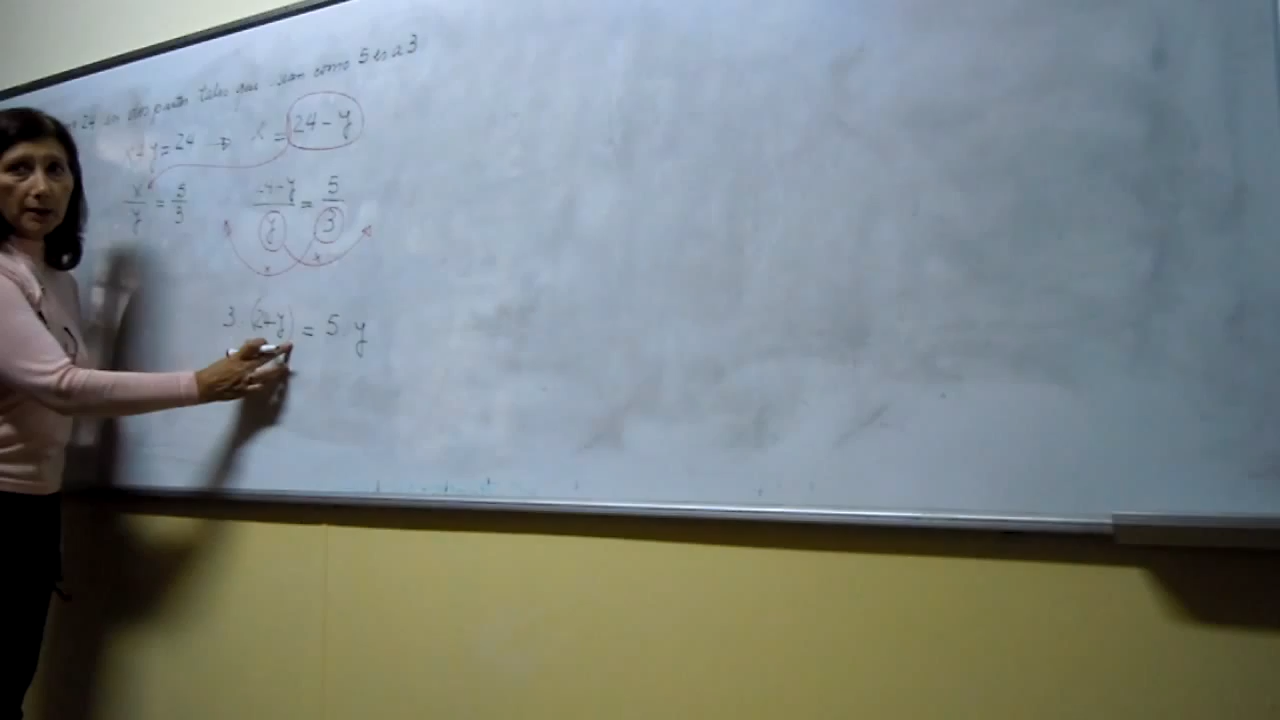 24 en dos partes tales que sean como 5 es a 3
x + y = 24 → x = 24 - y
x/y = 5/3 24-y/y = 5/3
x x
3 . (24-y) = 5 . y